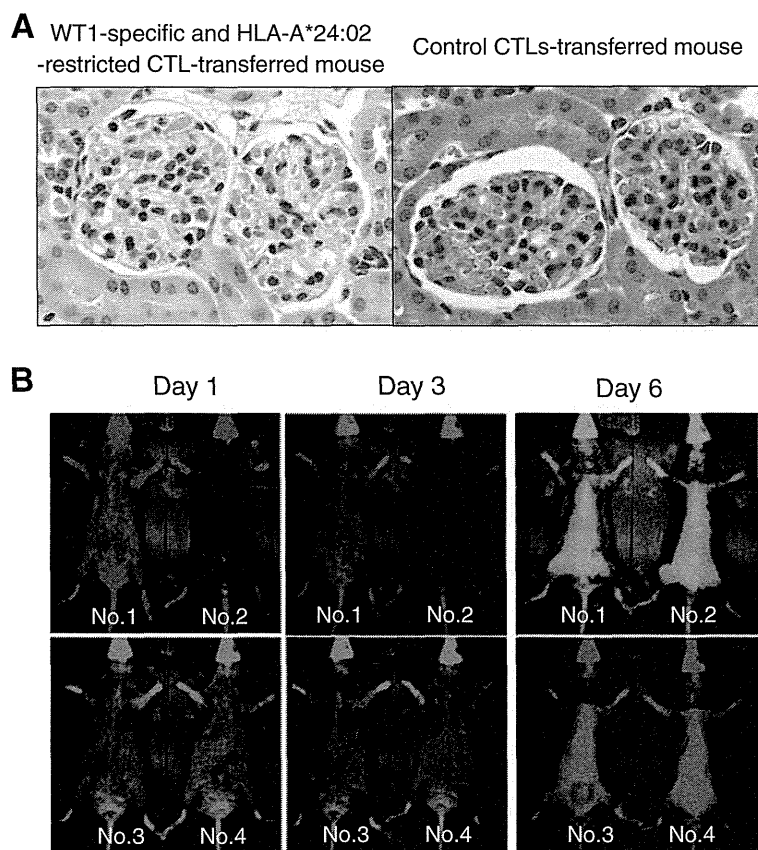 A
WT1-specific and HLA-A*24:02
-restricted CTL-transferred mouse
Control CTLs-transferred mouse
B
Day 1
Day 3
Day 6
No.1
No.2
No.1
No.2
No.1
No.2
No.3
No.4
No.3
No.4
No.3
No.4